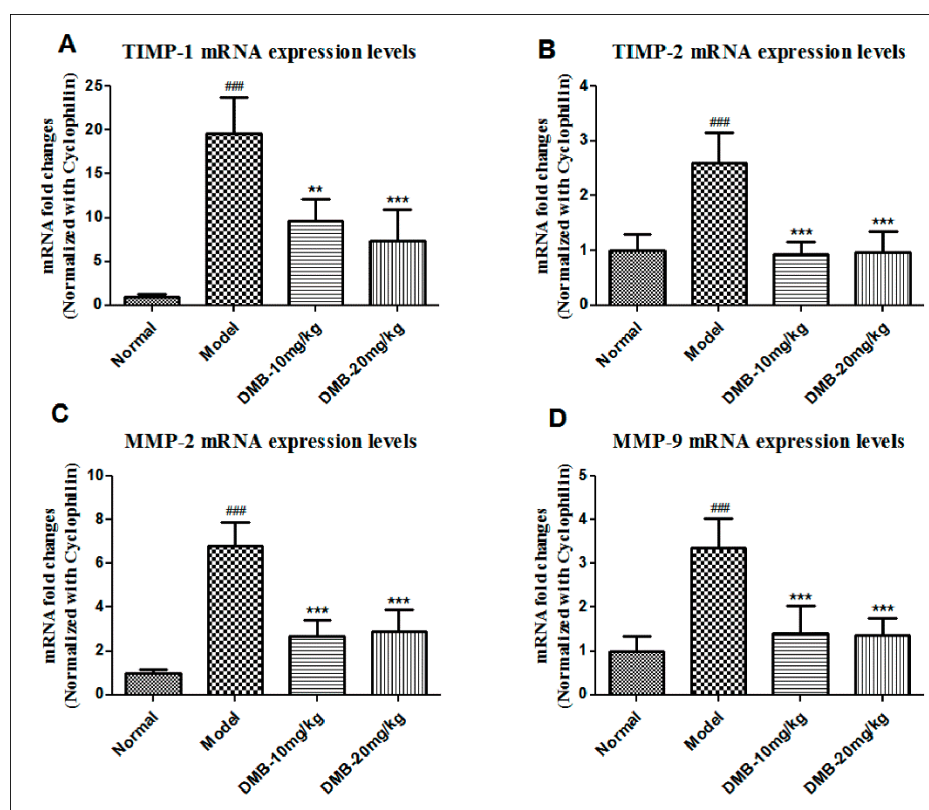 A
TIMP-1 mRNA expression levels
mRNA fold changes
(Normalized with Cyclophilin)
25
20
15
10
5
0
###
**
***
Normal
Model
DMB-10mg/kg
DMB-20mg/kg
B
TIMP-2 mRNA expression levels
mRNA fold changes
(Normalized with Cyclophilin)
4
3
2
1
0
###
***
***
Normal
Model
DMB-10mg/kg
DMB-20mg/kg
C
MMP-2 mRNA expression levels
mRNA fold changes
(Normalized with Cyclophilin)
10
8
6
4
2
0
###
***
***
Normal
Model
DMB-10mg/kg
DMB-20mg/kg
D
MMP-9 mRNA expression levels
mRNA fold changes
(Normalized with Cyclophilin)
5
4
3
2
1
0
###
***
***
Normal
Model
DMB-10mg/kg
DMB-20mg/kg